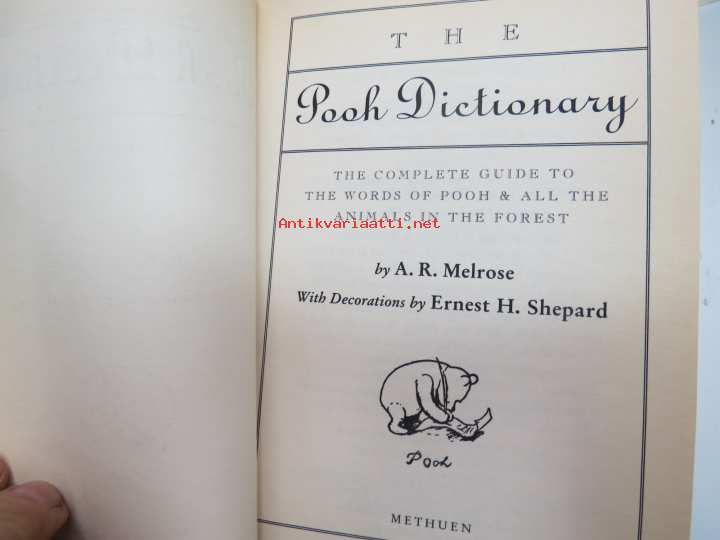 THE
Pooh Dictionary
THE COMPLETE GUIDE TO
THE WORDS OF POOH & ALL THE
ANIMALS IN THE FOREST
Antikvariaatti.net
by A. R. Melrose
With Decorations by Ernest H. Shepard
Pooh
METHUEN